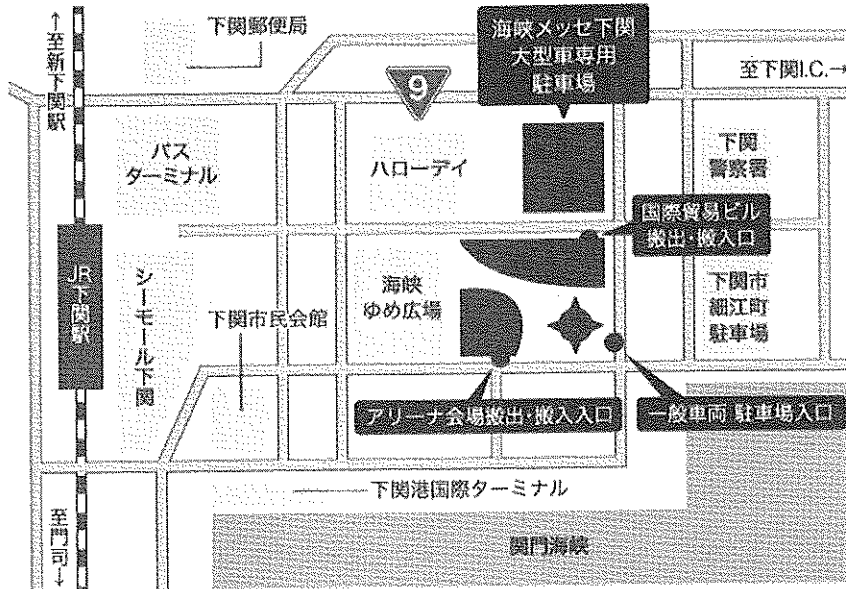 ←至新下関駅
下関郵便局
海峡メッセ下関
大型車専用
駐車場
9
至下関I.C.→
バス
ターミナル
ハローデイ
下関
警察署
国際貿易ビル
搬出・搬入口
JR下関駅
シーモール下関
海峡
ゆめ広場
下関市
細江町
駐車場
下関市民会館
アリーナ会場搬出・搬入入口
一般車両 駐車場入口
下関港国際ターミナル
至門司→
関門海峡